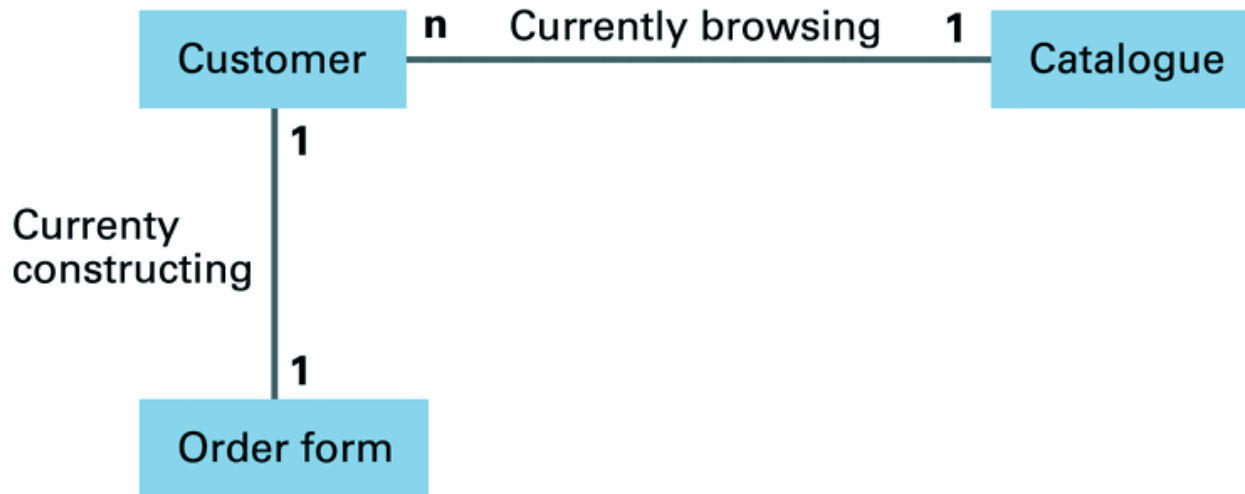 Customer
n
Currently browsing
1
Catalogue
1
Currenty
constructing
1
Order form